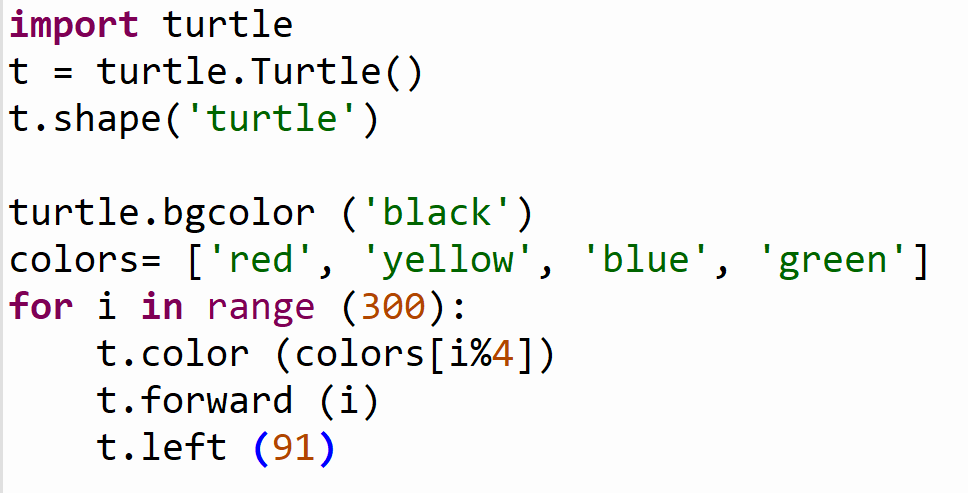 import turtle
t = turtle.Turtle()
t.shape('turtle')
turtle.bgcolor ('black')
colors= ['red', 'yellow', 'blue', 'green']
for i in range (300):
    t.color (colors[i%4])
    t.forward (i)
    t.left (91)